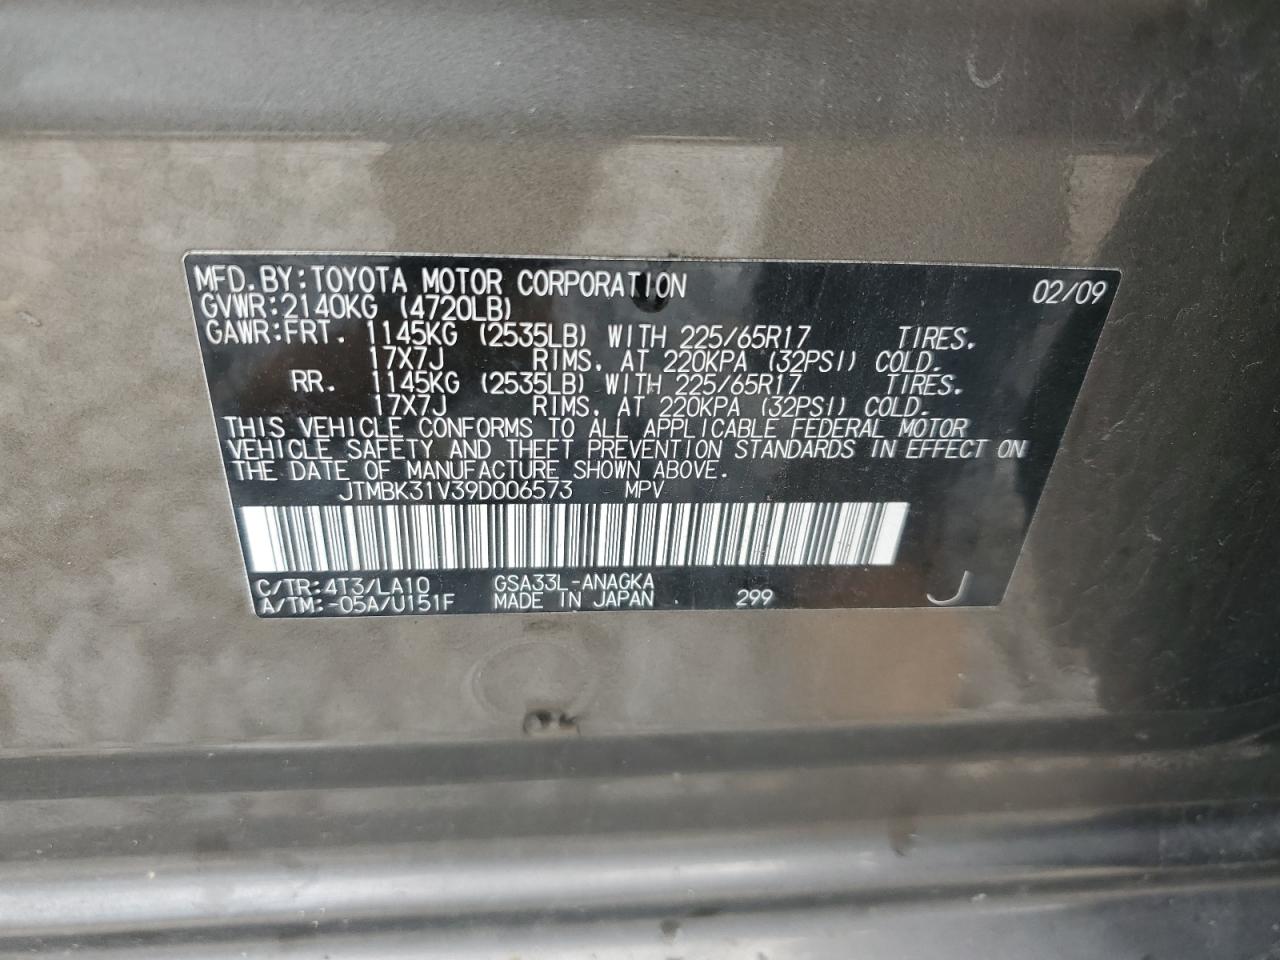 MFD.BY:TOYOTA MOTOR CORPORATION 02/09
GVWR:2140KG (4720LB)
GAWR:FRT. 1145KG (2535LB) WITH 225/65R17 TIRES.
17X7J RIMS, AT 220KPA (32PSI) COLD.
RR. 1145KG (2535LB) WITH 225/65R17 TIRES.
17X7J RIMS, AT 220KPA (32PSI) COLD.
THIS VEHICLE CONFORMS TO ALL APPLICABLE FEDERAL MOTOR
VEHICLE SAFETY AND THEFT PREVENTION STANDARDS IN EFFECT ON
THE DATE OF MANUFACTURE SHOWN ABOVE.
JTMBK31V39D006573 MPV
C/TR:4T3/LA10 GSA33L-ANAGKA
A/TM:-05A/U151F MADE IN JAPAN 299 J